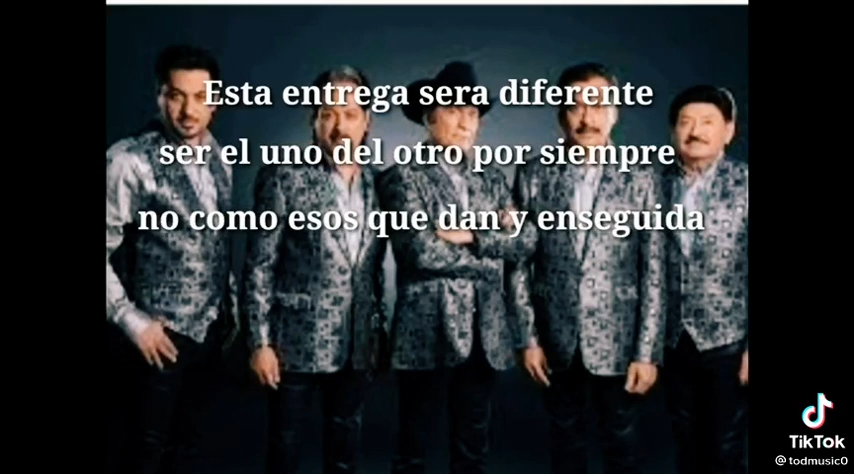 Esta entrega sera diferente
ser el uno del otro por siempre
no como esos que dan y enseguida
TikTok
@todmusic0